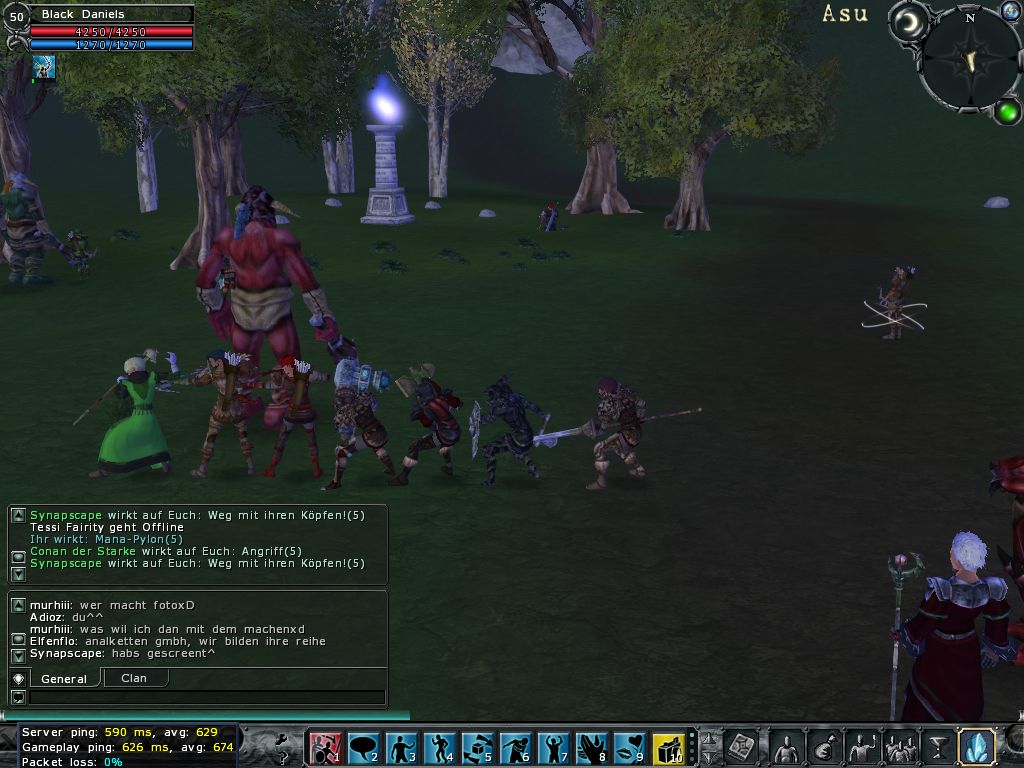 50 Black Daniels
4250/4250
1270/1270
Asu
N
Synapscape wirkt auf Euch: Weg mit ihren Köpfen!(5)
Tessi Fairity geht Offline
Ihr wirkt: Mana-Pylon(5)
Conan der Starke wirkt auf Euch: Angriff(5)
Synapscape wirkt auf Euch: Weg mit ihren Köpfen!(5)
murhiii: wer macht fotoxD
Adioz: du^^
murhiii: was wil ich dan mit dem machenxd
Elfenflo: analketten gmbh, wir bilden ihre reihe
Synapscape: habs gescreent^
General Clan
Server ping: 590 ms, avg: 629
Gameplay ping: 626 ms, avg: 674
Packet loss: 0%
1 2 3 4 5 6 7 8 9 10